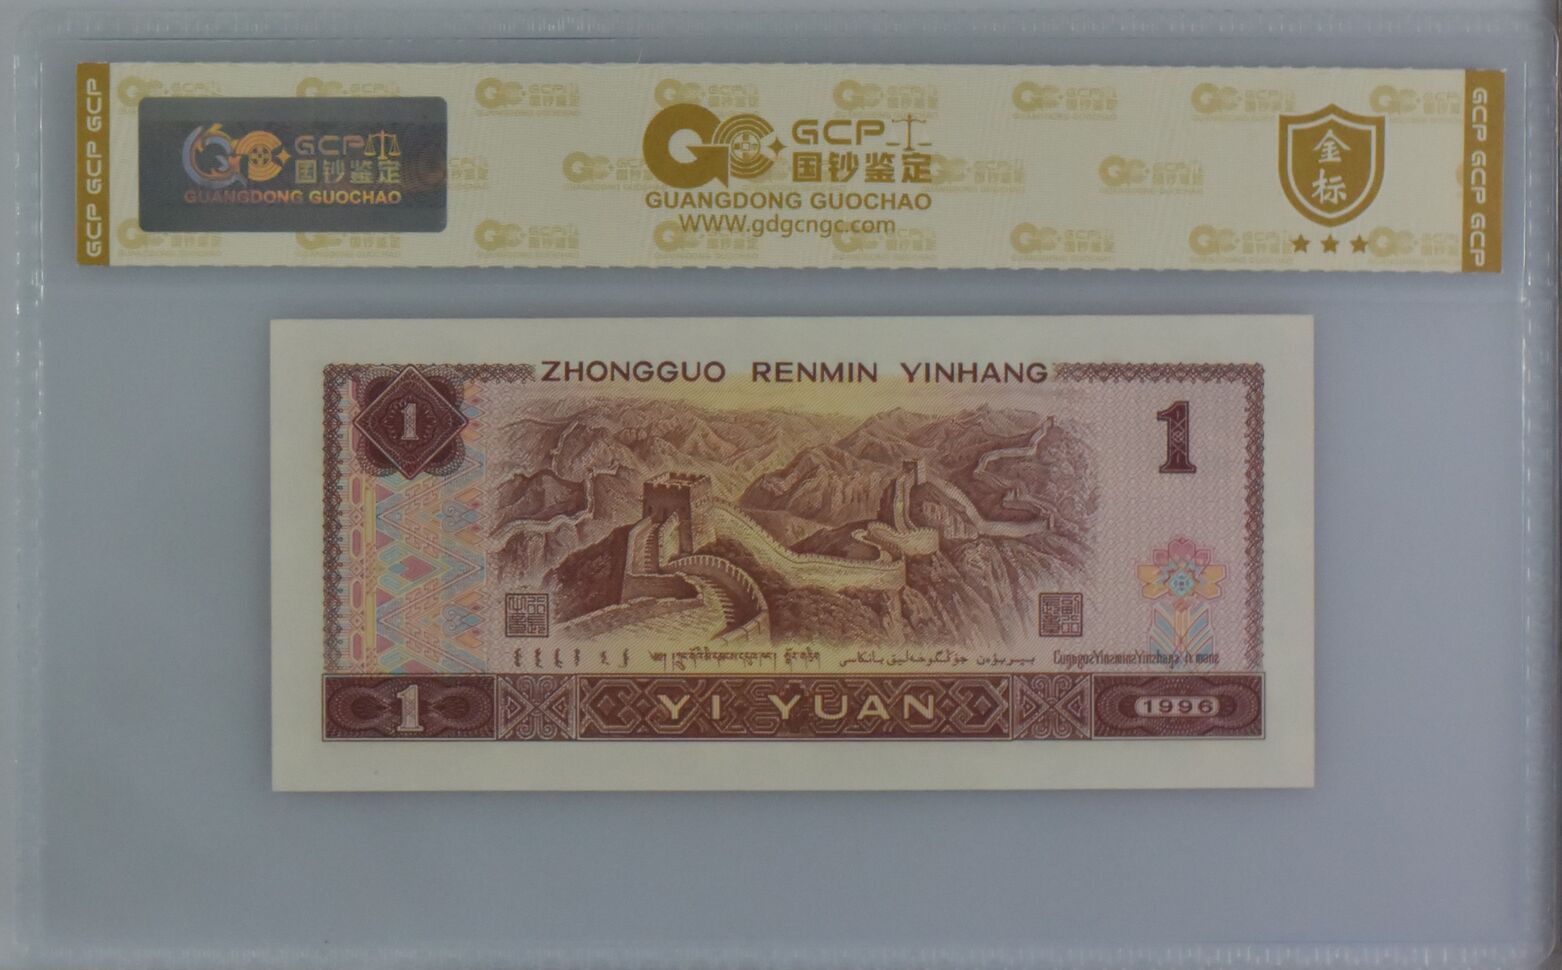 GCP GCP GCP
GCP
国钞鉴定
GUANGDONG GUOCHAO
GCP
国钞鉴定
GUANGDONG GUOCHAO
WWW.gdgcngc.com
金
标
GCP GCP GCP
ZHONGGUO RENMIN YINHANG
1
1
1
YI YUAN
1996